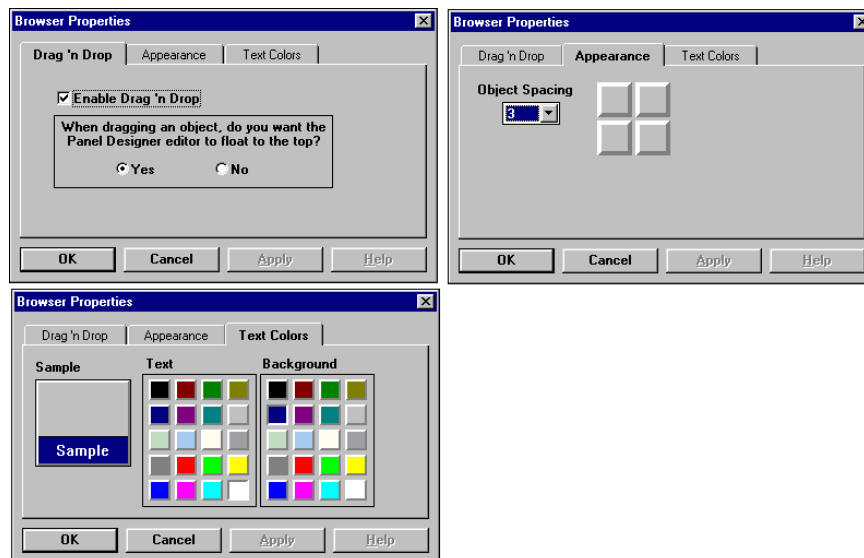 Browser Properties
Drag 'n Drop Appearance Text Colors
Enable Drag 'n Drop
When dragging an object, do you want the
Panel Designer editor to float to the top?
Yes No
OK Cancel Apply Help
Browser Properties
Drag 'n Drop Appearance Text Colors
Object Spacing
3
OK Cancel Apply Help
Browser Properties
Drag 'n Drop Appearance Text Colors
Sample Text Background
Sample
OK Cancel Apply Help